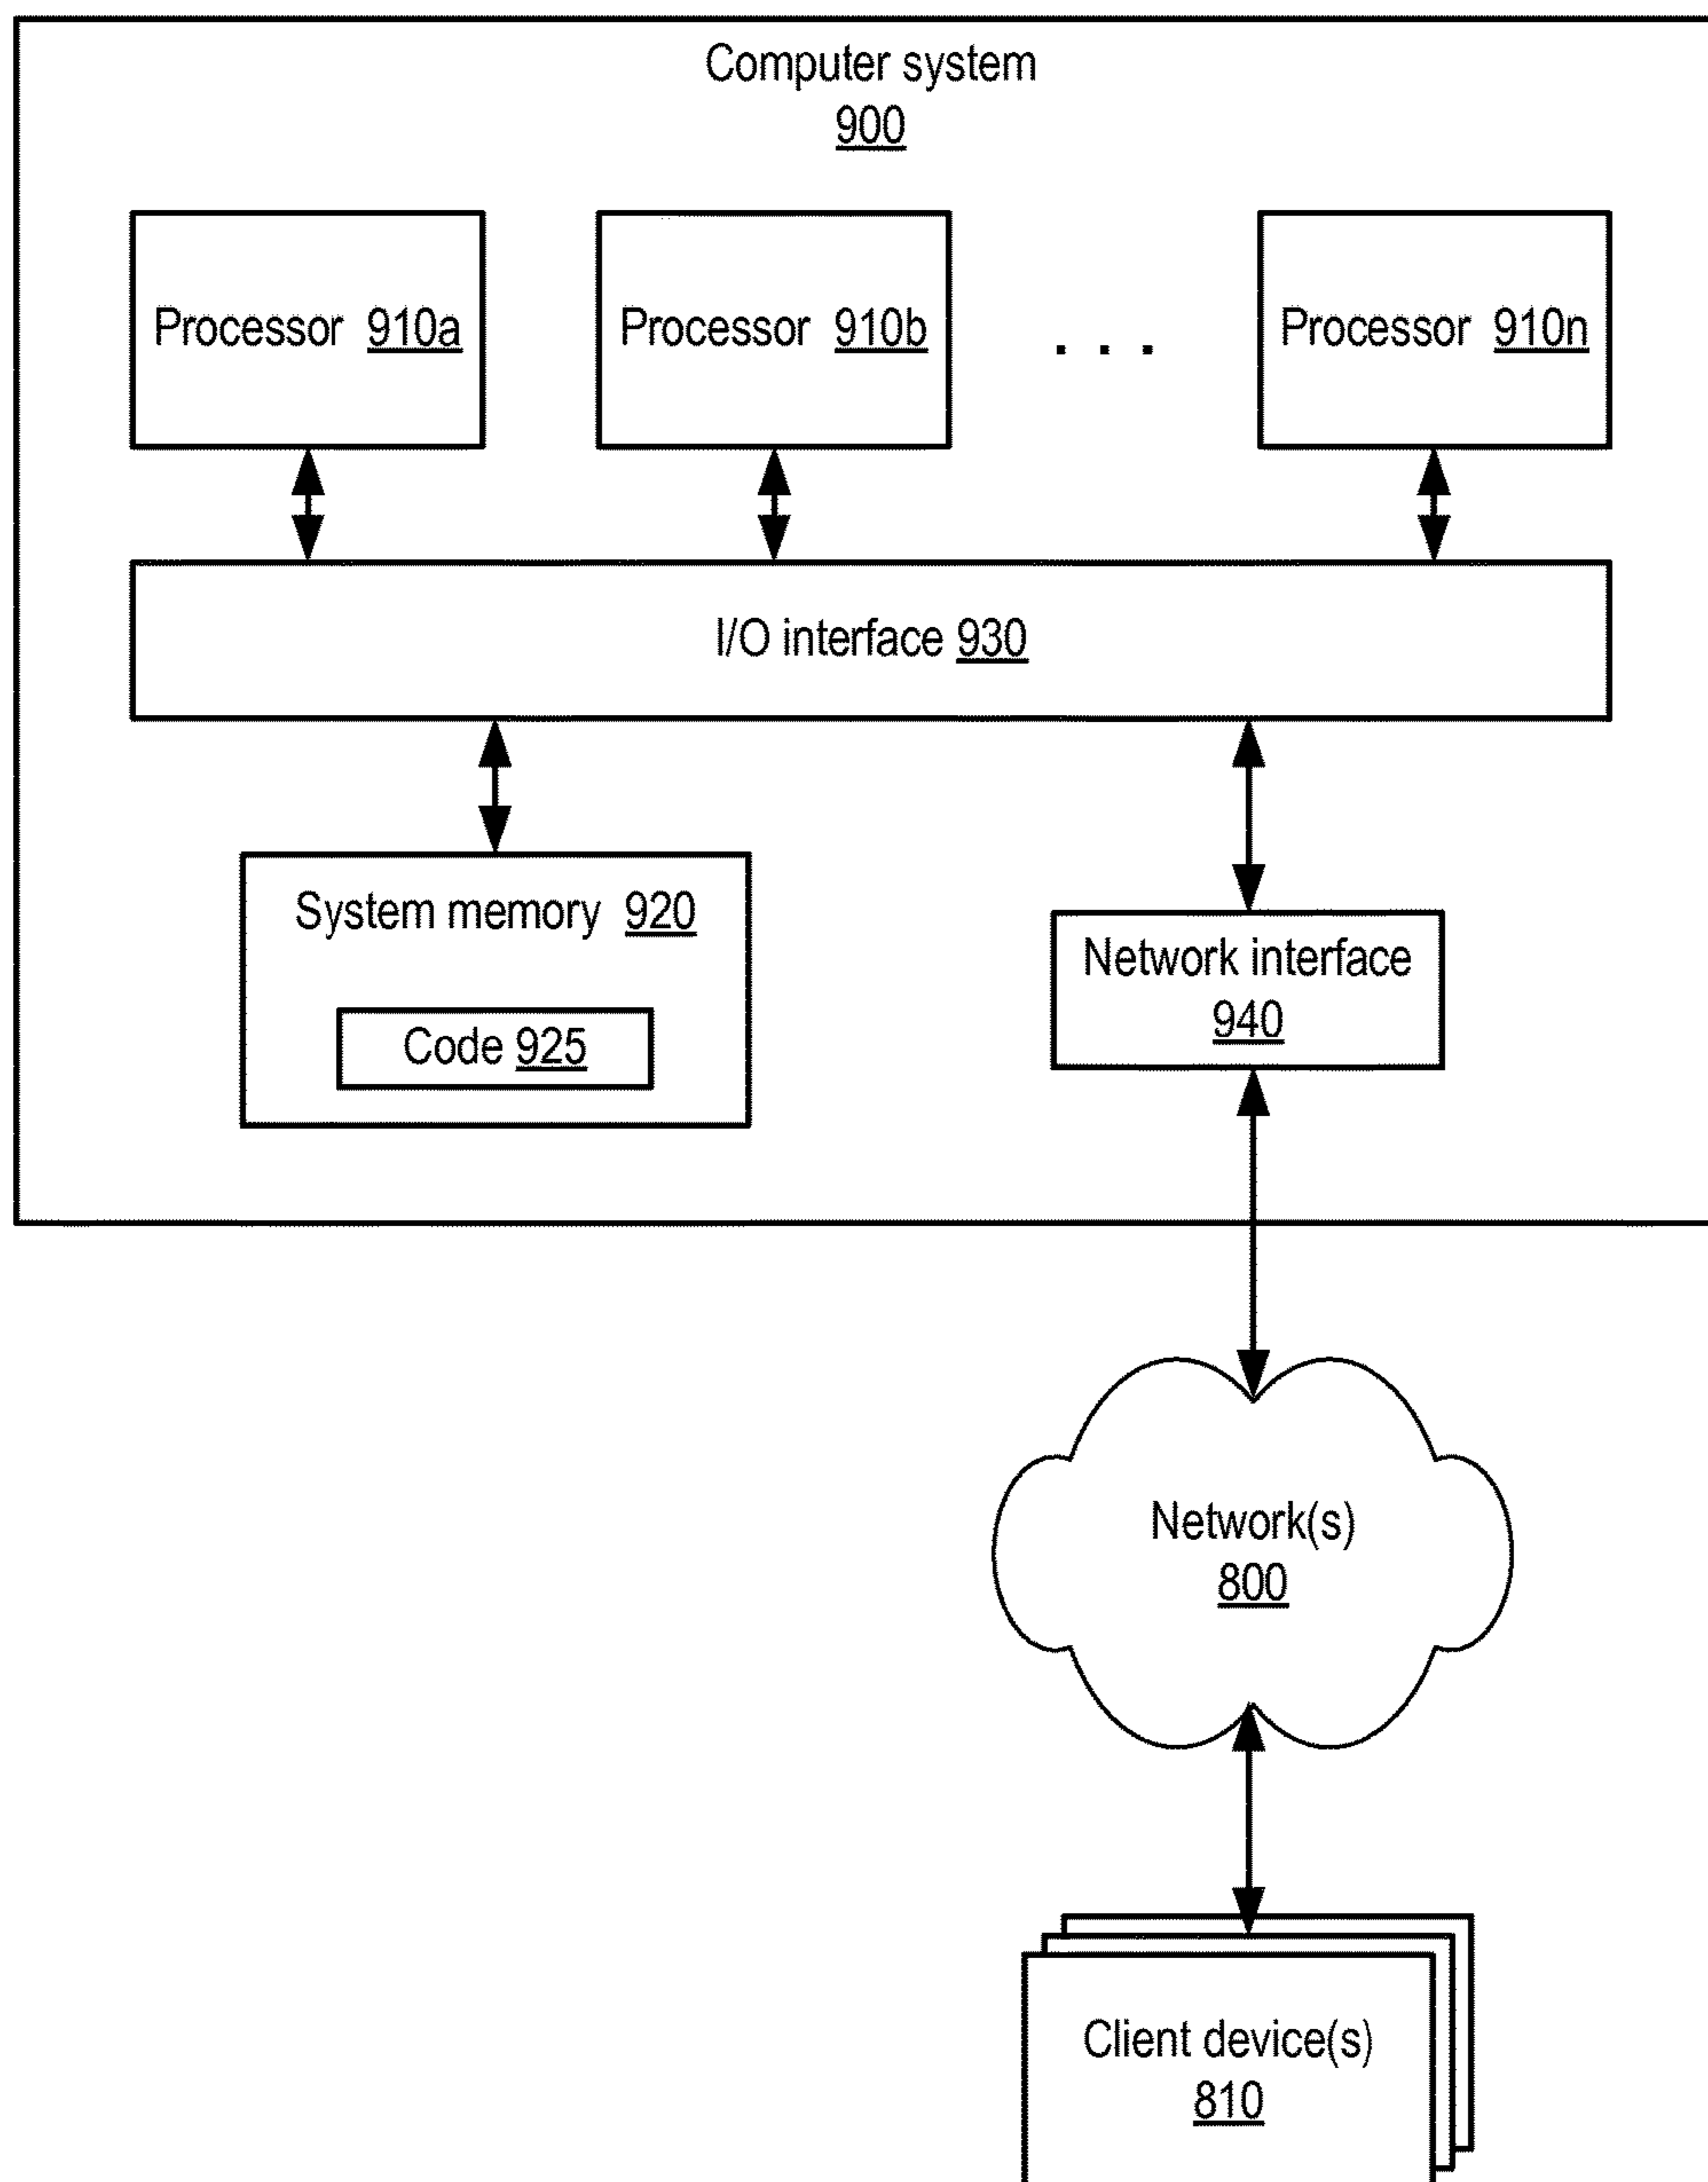 Computer system
900
Processor 910a
Processor 910b
. . .
Processor 910n
I/O interface 930
System memory 920
Network interface
940
Code 925
Network(s)
800
Client device(s)
810